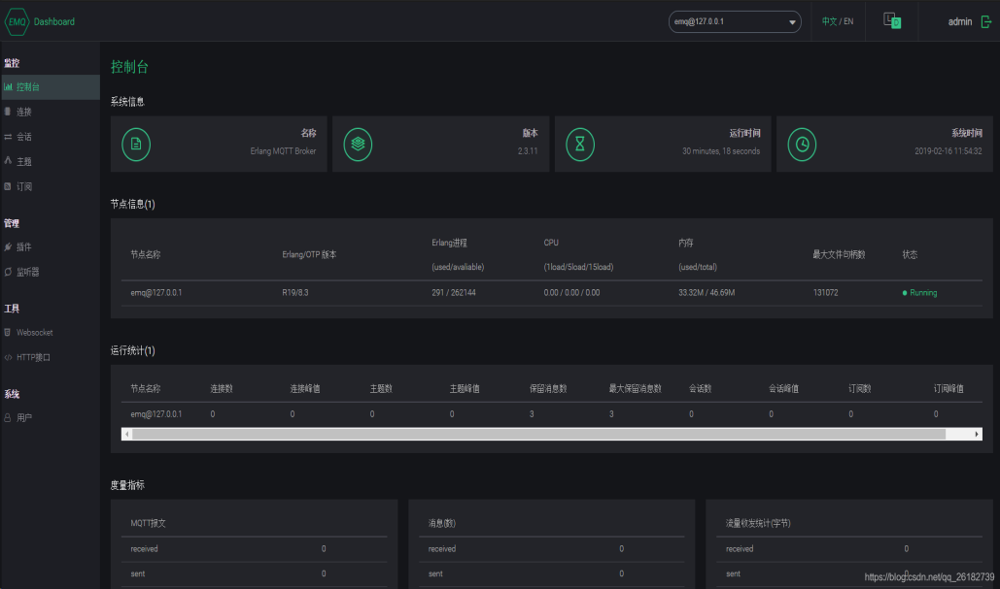 EMQ Dashboard
emq@127.0.0.1
中文 / EN
admin
监控
控制台
连接
会话
主题
订阅
管理
插件
监听器
工具
Websocket
HTTP接口
系统
用户
控制台
系统信息
名称
Erlang MQTT Broker
版本
2.3.11
运行时间
30 minutes, 18 seconds
系统时间
2019-02-16 11:54:32
节点信息(1)
节点名称 Erlang/OTP 版本 Erlang进程 (used/avaliable) CPU (1load/5load/15load) 内存 (used/total) 最大文件句柄数 状态
emq@127.0.0.1 R19/8.3 291 / 262144 0.00 / 0.00 / 0.00 33.32M / 46.69M 131072 Running
运行统计(1)
节点名称 连接数 连接峰值 主题数 主题峰值 保留消息数 最大保留消息数 会话数 会话峰值 订阅数 订阅峰值
emq@127.0.0.1 0 0 0 0 3 3 0 0 0 0
度量指标
MQTT报文
received 0
sent 0
消息(数)
received 0
sent 0
流量收发统计(字节)
received 0
sent 0
https://blog.csdn.net/qq_26182739